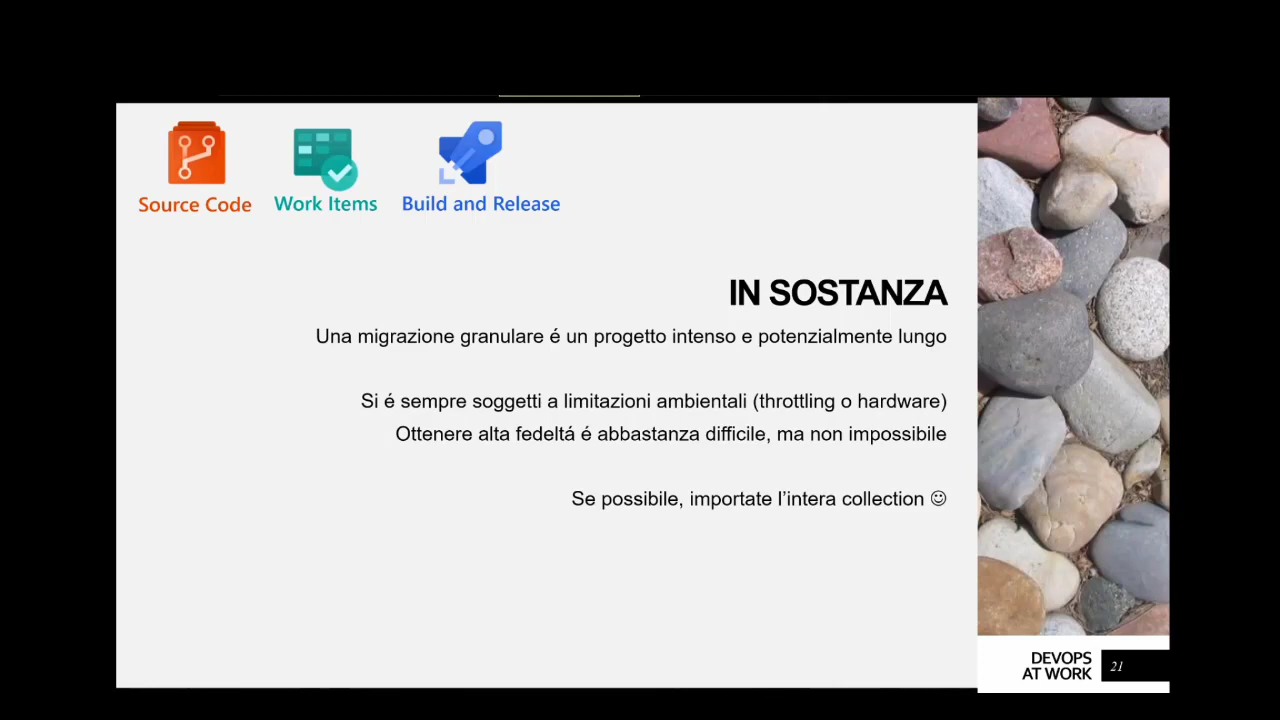 Source Code
Work Items
Build and Release
IN SOSTANZA
Una migrazione granulare é un progetto intenso e potenzialmente lungo
Si é sempre soggetti a limitazioni ambientali (throttling o hardware)
Ottenere alta fedeltá é abbastanza difficile, ma non impossibile
Se possibile, importate l’intera collection ☺
DEVOPS
AT WORK
21